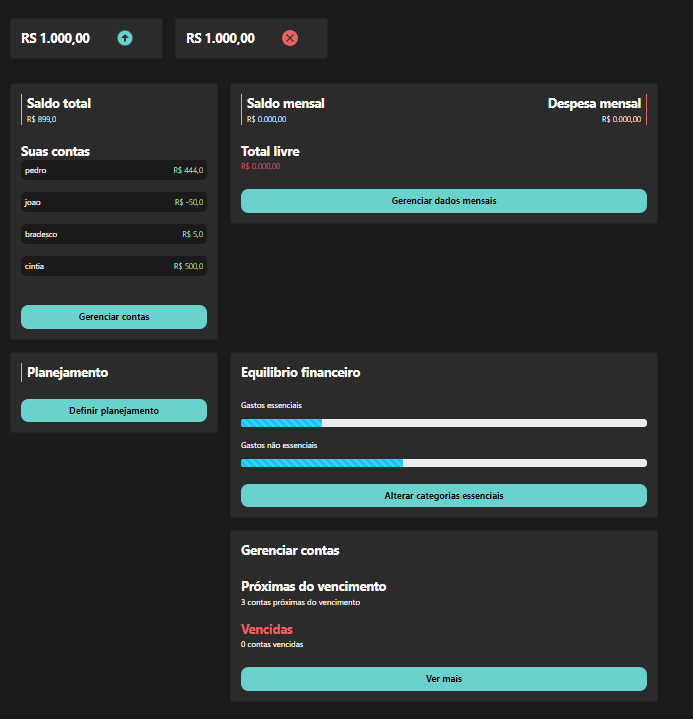 R$ 1.000,00
R$ 1.000,00
Saldo total
R$ 899,0
Suas contas
pedro R$ 444,0
joao R$ -50,0
bradesco R$ 5,0
cintia R$ 500,0
Gerenciar contas
Saldo mensal Despesa mensal
R$ 0.000,00 R$ 0.000,00
Total livre
R$ 0.000,00
Gerenciar dados mensais
Planejamento
Definir planejamento
Equilibrio financeiro
Gastos essenciais
Gastos não essenciais
Alterar categorias essenciais
Gerenciar contas
Próximas do vencimento
3 contas próximas do vencimento
Vencidas
0 contas vencidas
Ver mais